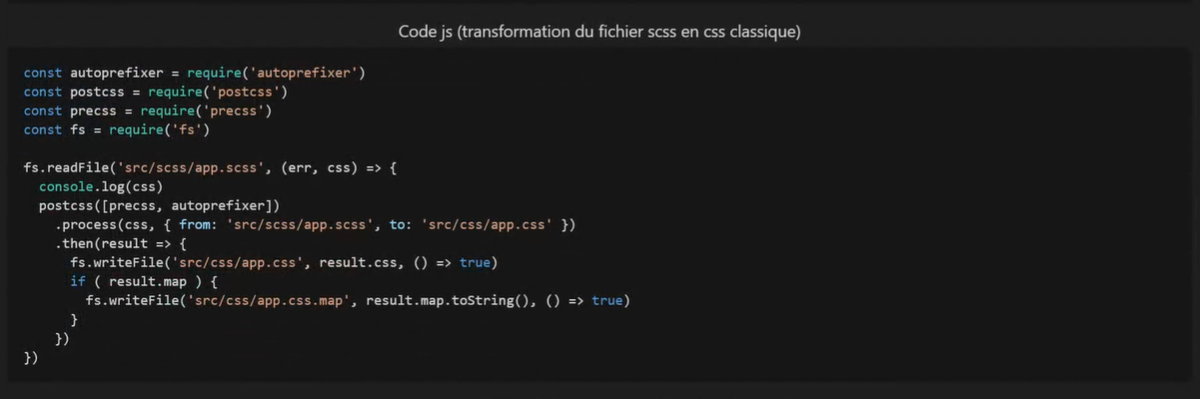 Code js (transformation du fichier scss en css classique)
const autoprefixer = require('autoprefixer')
const postcss = require('postcss')
const precss = require('precss')
const fs = require('fs')
fs.readFile('src/scss/app.scss', (err, css) => {
  console.log(css)
  postcss([precss, autoprefixer])
    .process(css, { from: 'src/scss/app.scss', to: 'src/css/app.css' })
    .then(result => {
      fs.writeFile('src/css/app.css', result.css, () => true)
      if ( result.map ) {
        fs.writeFile('src/css/app.css.map', result.map.toString(), () => true)
      }
    })
})